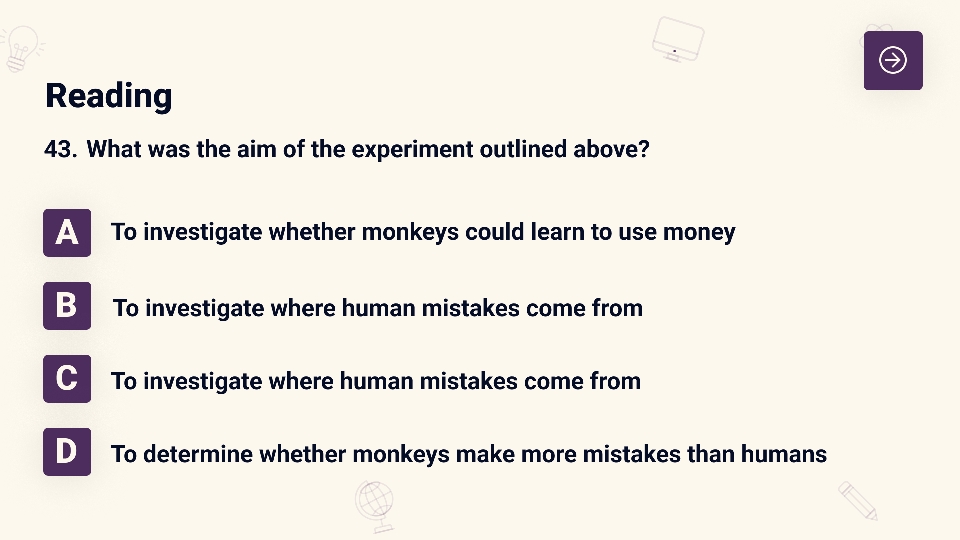 Reading
43. What was the aim of the experiment outlined above?
A To investigate whether monkeys could learn to use money
B To investigate where human mistakes come from
C To investigate where human mistakes come from
D To determine whether monkeys make more mistakes than humans